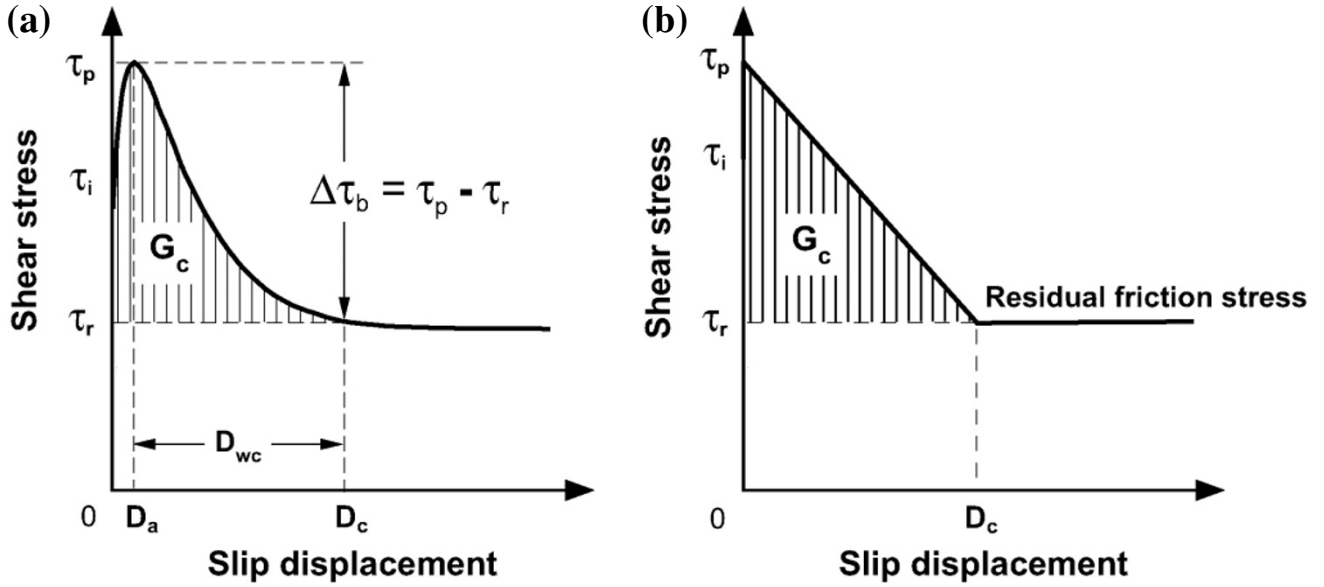 (a)
Shear stress
τp
τi
τr
Δτb = τp - τr
Gc
Dwc
0
Da
Dc
Slip displacement
(b)
Shear stress
τp
τi
τr
Gc
Residual friction stress
0
Dc
Slip displacement